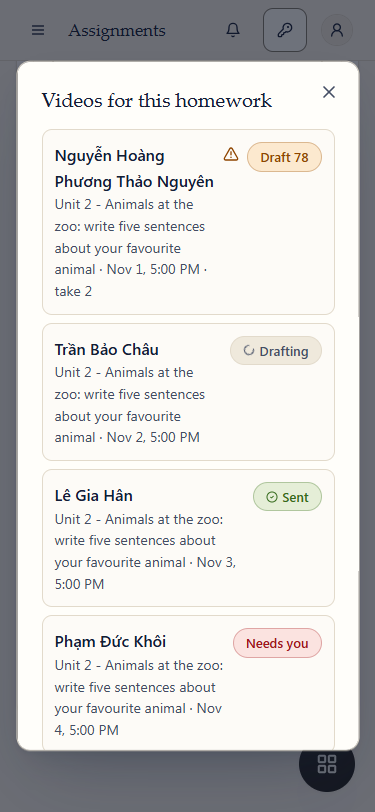 Assignments
Videos for this homework
Nguyễn Hoàng
Phương Thảo Nguyên
Draft 78
Unit 2 - Animals at the
zoo: write five sentences
about your favourite
animal · Nov 1, 5:00 PM ·
take 2
Trần Bảo Châu
Drafting
Unit 2 - Animals at the
zoo: write five sentences
about your favourite
animal · Nov 2, 5:00 PM
Lê Gia Hân
Sent
Unit 2 - Animals at the zoo:
write five sentences about
your favourite animal · Nov 3,
5:00 PM
Phạm Đức Khôi
Needs you
Unit 2 - Animals at the zoo:
write five sentences about
your favourite animal · Nov
4, 5:00 PM